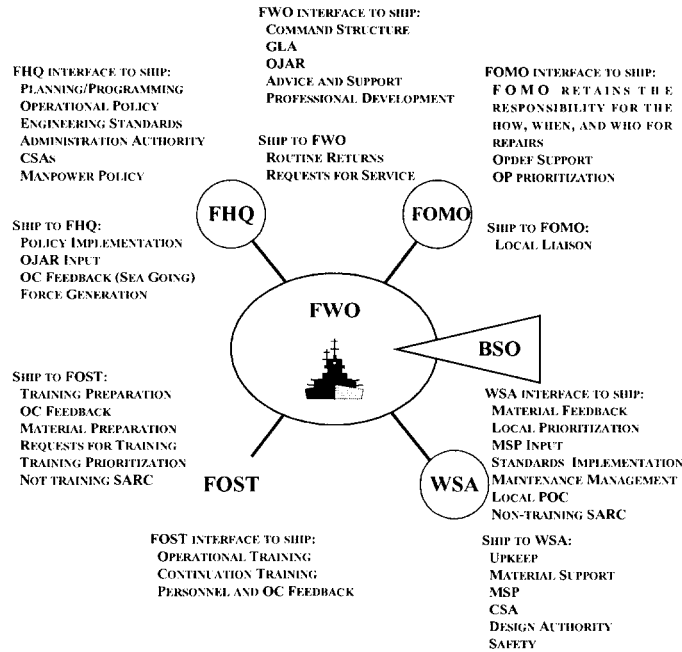 FWO INTERFACE TO SHIP:
COMMAND STRUCTURE
GLA
OJAR
ADVICE AND SUPPORT
PROFESSIONAL DEVELOPMENT
FHQ INTERFACE TO SHIP:
PLANNING/PROGRAMMING
OPERATIONAL POLICY
ENGINEERING STANDARDS
ADMINISTRATION AUTHORITY
CSAS
MANPOWER POLICY
FOMO INTERFACE TO SHIP:
FOMO RETAINS THE
RESPONSIBILITY FOR THE
HOW, WHEN, AND WHO FOR
REPAIRS
OPDEF SUPPORT
OP PRIORITIZATION
SHIP TO FWO
ROUTINE RETURNS
REQUESTS FOR SERVICE
FHQ
FOMO
SHIP TO FHQ:
POLICY IMPLEMENTATION
OJAR INPUT
OC FEEDBACK (SEA GOING)
FORCE GENERATION
SHIP TO FOMO:
LOCAL LIAISON
FWO
BSO
SHIP TO FOST:
TRAINING PREPARATION
OC FEEDBACK
MATERIAL PREPARATION
REQUESTS FOR TRAINING
TRAINING PRIORITIZATION
NOT TRAINING SARC
WSA INTERFACE TO SHIP:
MATERIAL FEEDBACK
LOCAL PRIORITIZATION
MSP INPUT
STANDARDS IMPLEMENTATION
MAINTENANCE MANAGEMENT
LOCAL POC
NON-TRAINING SARC
FOST
WSA
FOST INTERFACE TO SHIP:
OPERATIONAL TRAINING
CONTINUATION TRAINING
PERSONNEL AND OC FEEDBACK
SHIP TO WSA:
UPKEEP
MATERIAL SUPPORT
MSP
CSA
DESIGN AUTHORITY
SAFETY